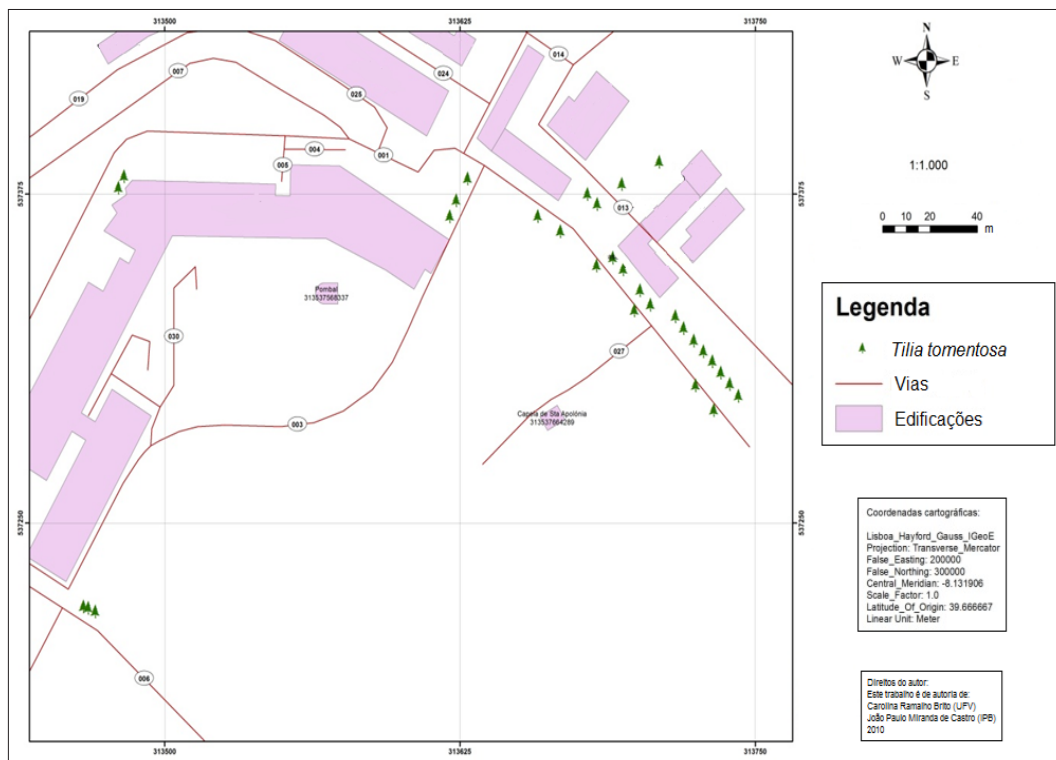 313500
313625
313750
N
W
E
S
014
024
007
019
025
1:1.000
001
004
005
537375
537375
013
0 10 20 40
m
Pombal
313537568337
Legenda
030
Tilia tomentosa
027
Vias
Capela de Sta Apolónia
313537664289
Edificações
003
Coordenadas cartográficas:
Lisboa_Hayford_Gauss_IGeoE
Projection: Transverse_Mercator
False_Easting: 200000
False_Northing: 300000
Central_Meridian: -8.131906
Scale_Factor: 1.0
Latitude_Of_Origin: 39.666667
Linear Unit: Meter
537250
537250
006
Direitos do autor:
Este trabalho é de autoria de:
Carolina Ramalho Brito (UFV)
João Paulo Miranda de Castro (IPB)
2010
313500
313625
313750